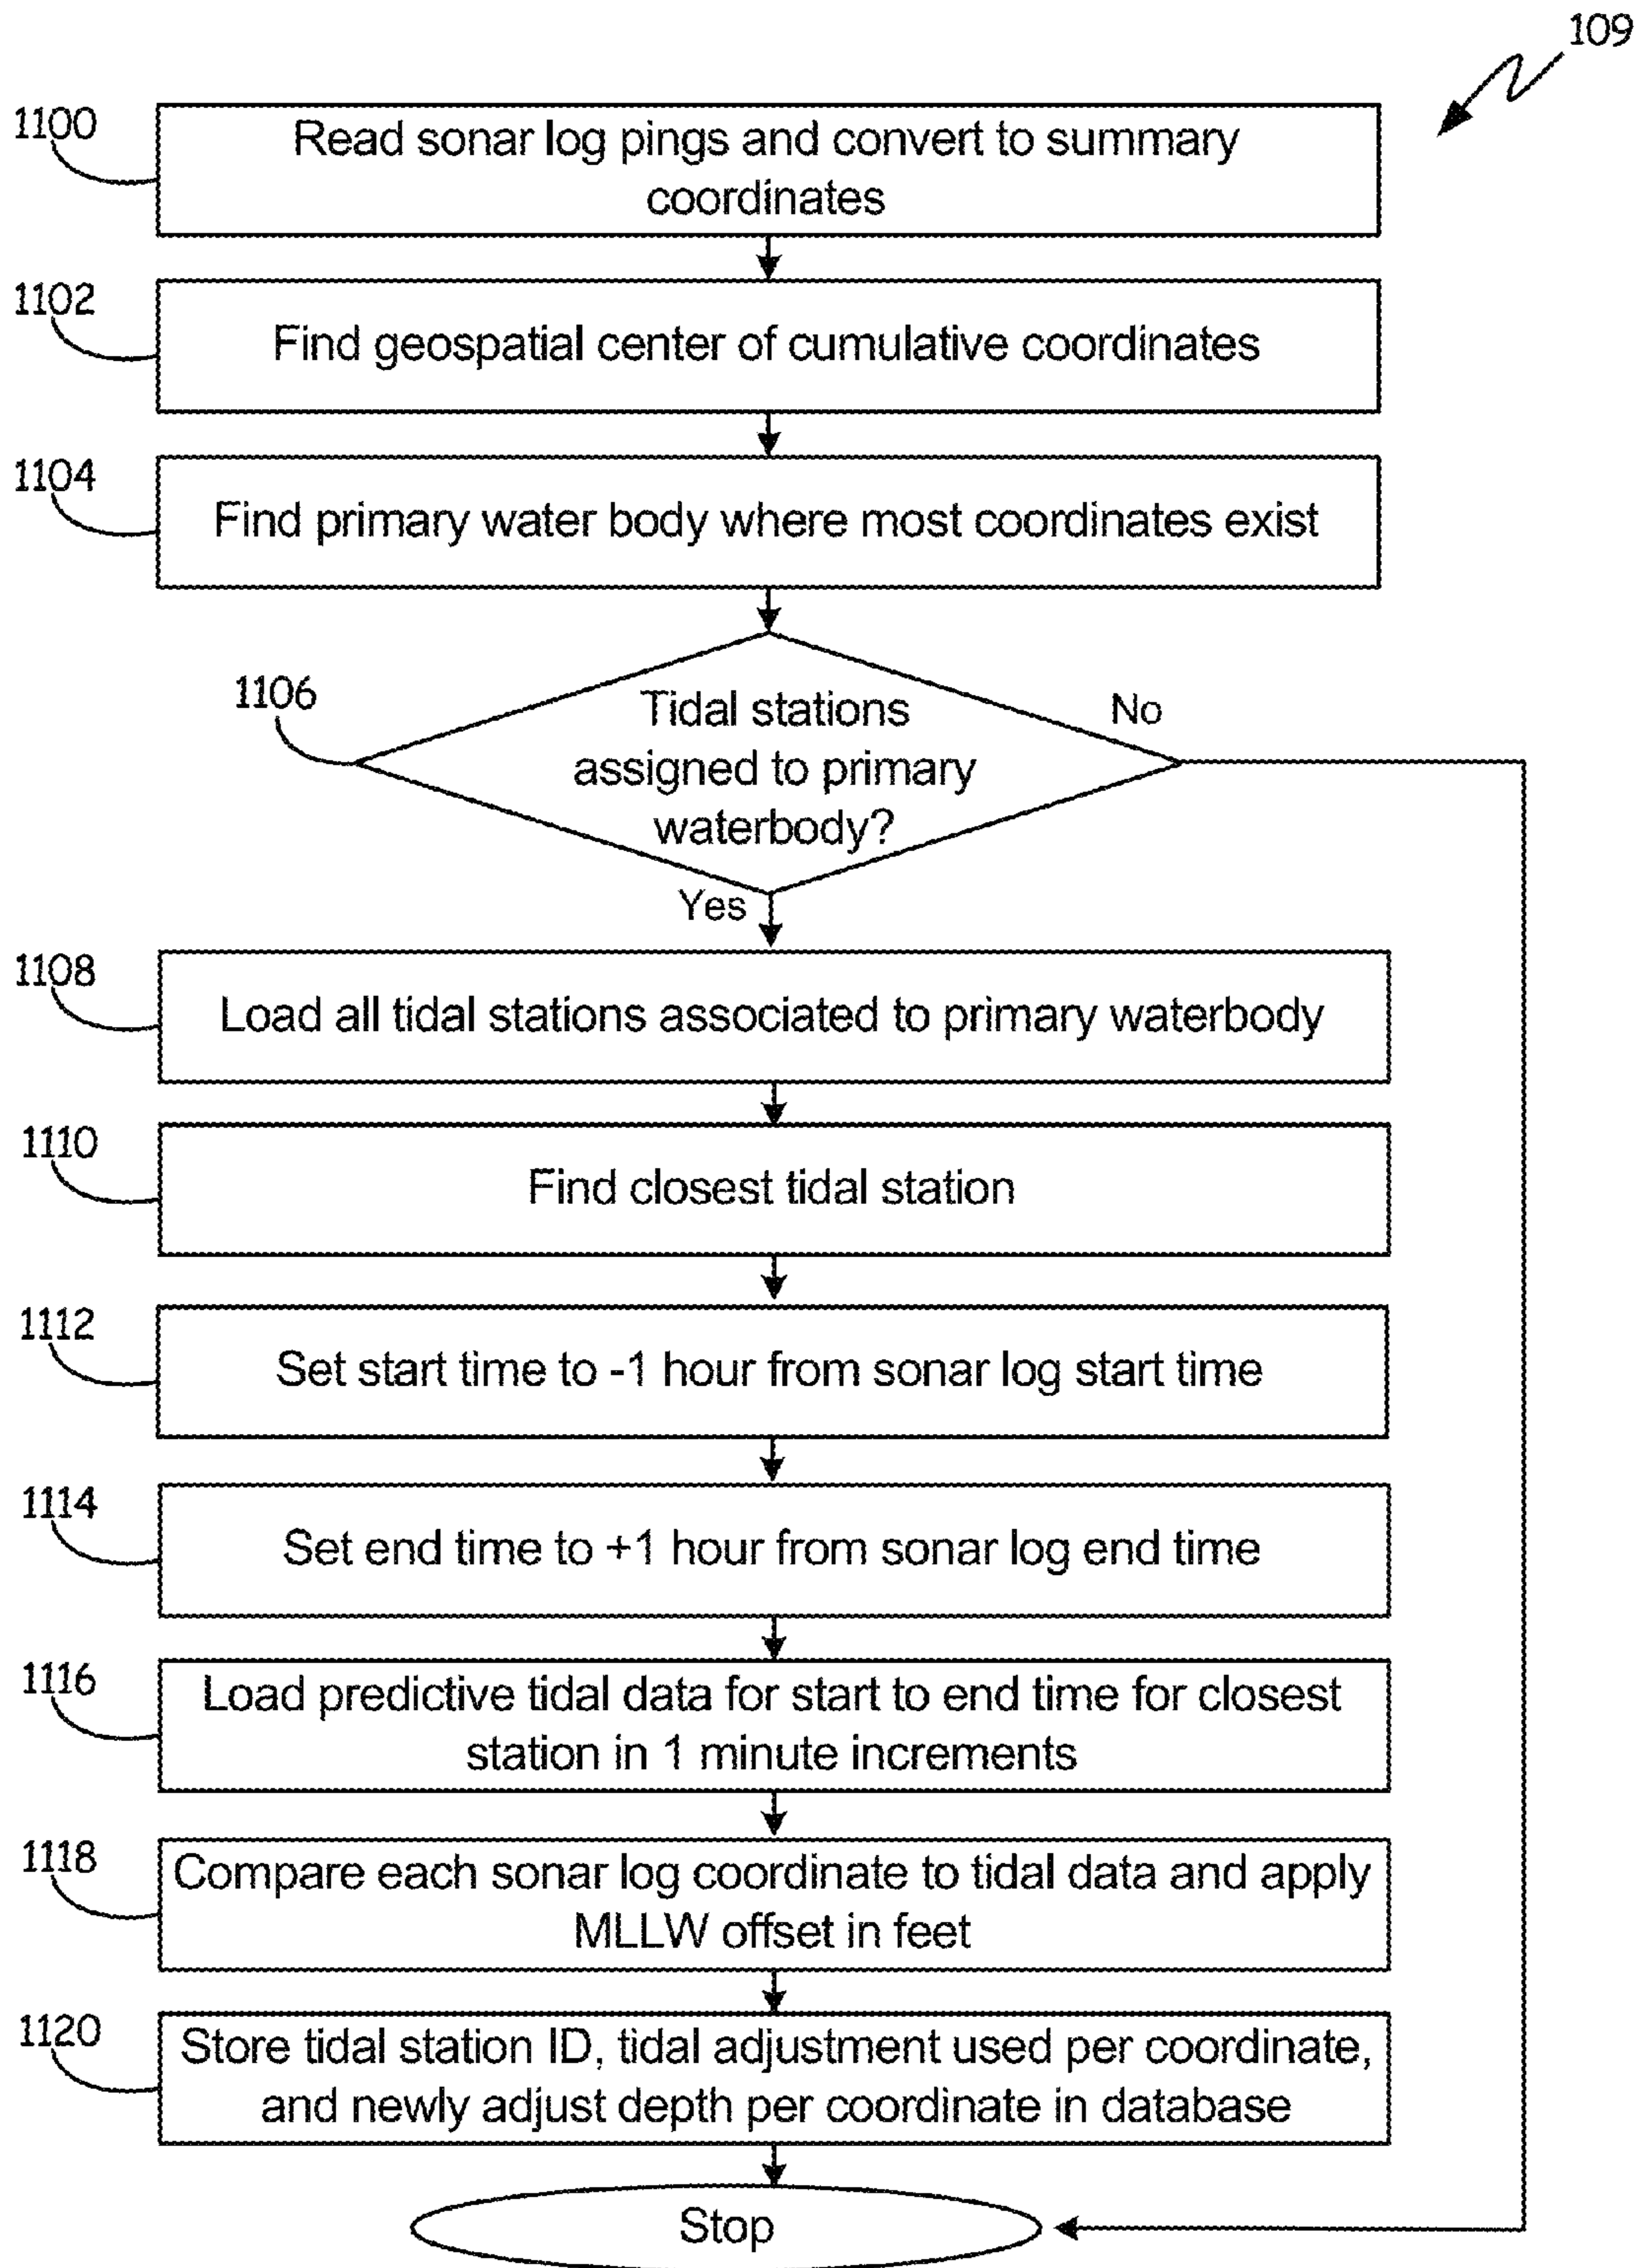 109
1100
Read sonar log pings and convert to summary
coordinates
1102
Find geospatial center of cumulative coordinates
1104
Find primary water body where most coordinates exist
1106
Tidal stations
assigned to primary
waterbody?
No
Yes
1108
Load all tidal stations associated to primary waterbody
1110
Find closest tidal station
1112
Set start time to -1 hour from sonar log start time
1114
Set end time to +1 hour from sonar log end time
1116
Load predictive tidal data for start to end time for closest
station in 1 minute increments
1118
Compare each sonar log coordinate to tidal data and apply
MLLW offset in feet
1120
Store tidal station ID, tidal adjustment used per coordinate,
and newly adjust depth per coordinate in database
Stop